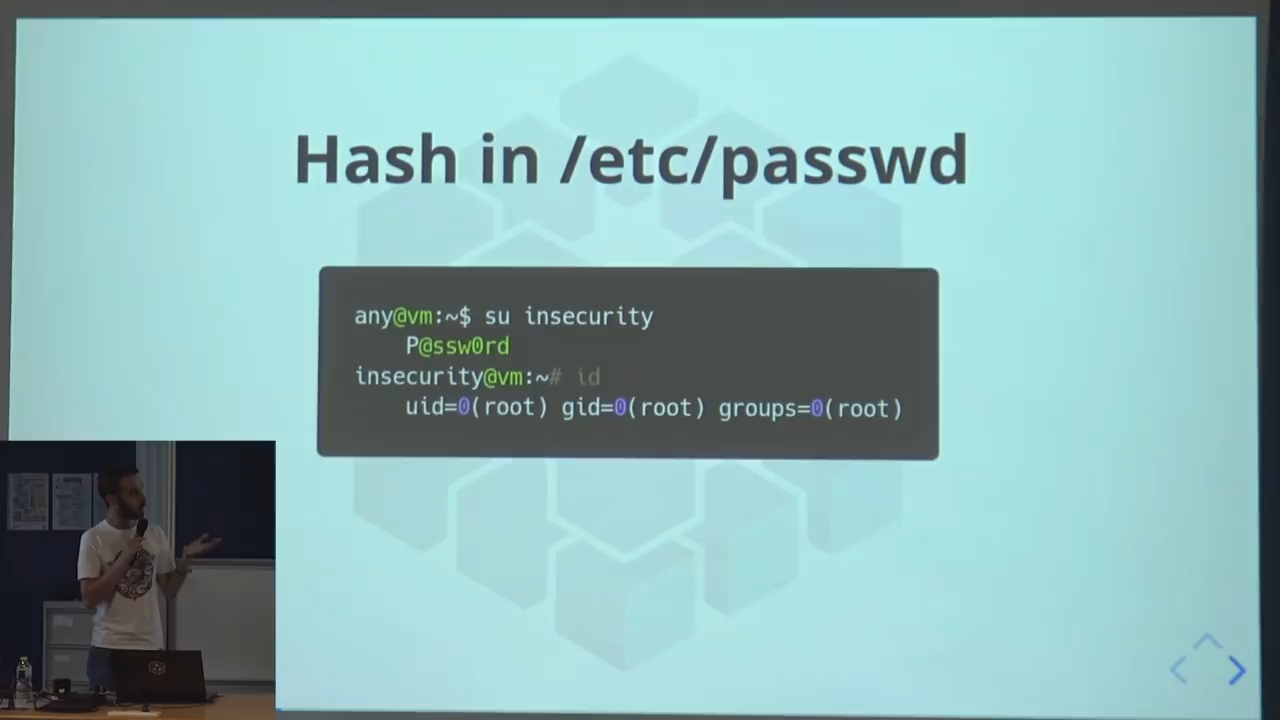 Hash in /etc/passwd
any@vm:~$ su insecurity
P@ssw0rd
insecurity@vm:~# id
uid=0(root) gid=0(root) groups=0(root)